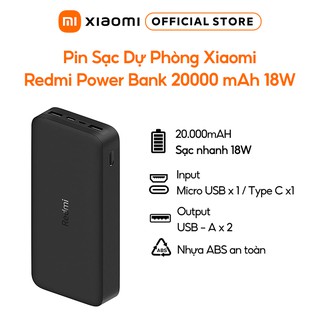 mi xiaomi OFFICIAL STORE
Pin Sạc Dự Phòng Xiaomi
Redmi Power Bank 20000 mAh 18W
20.000mAH
Sạc nhanh 18W
Input
Micro USB x 1 / Type C x1
Output
USB - A x 2
Nhựa ABS an toàn
Redmi